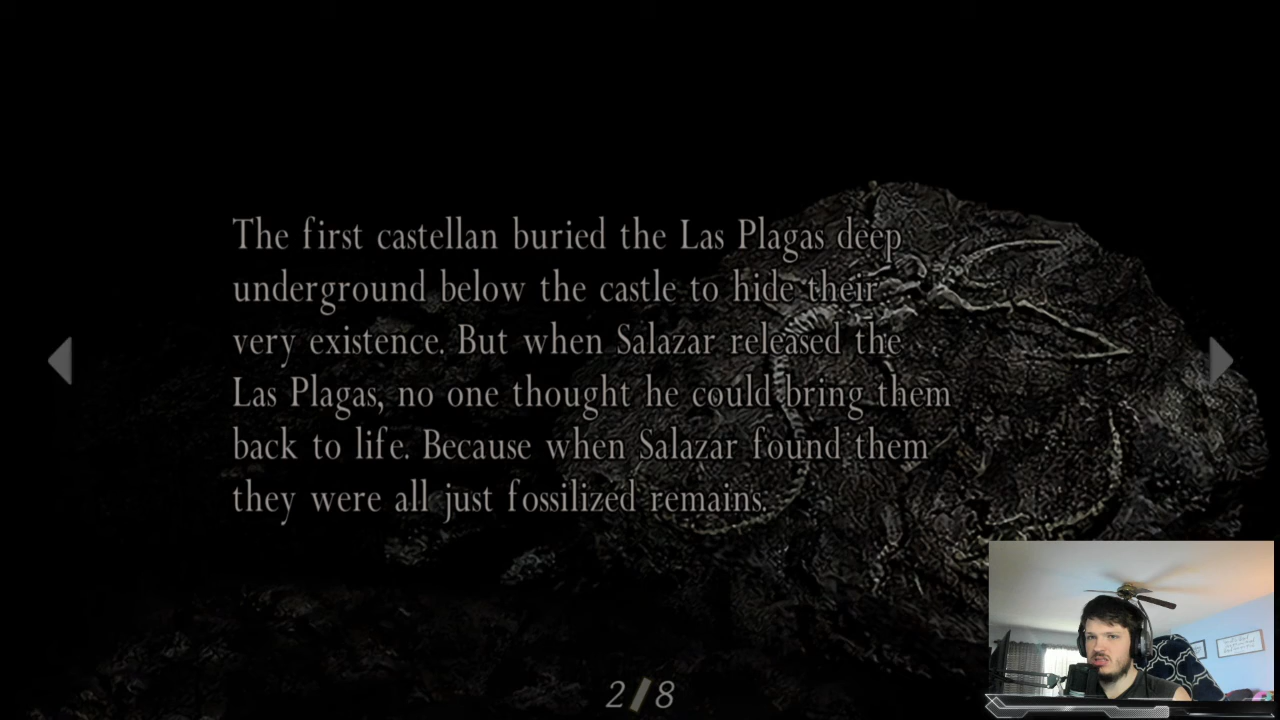 The first castellan buried the Las Plagas deep
underground below the castle to hide their
very existence. But when Salazar released the
Las Plagas, no one thought he could bring them
back to life. Because when Salazar found them
they were all just fossilized remains.
2/8